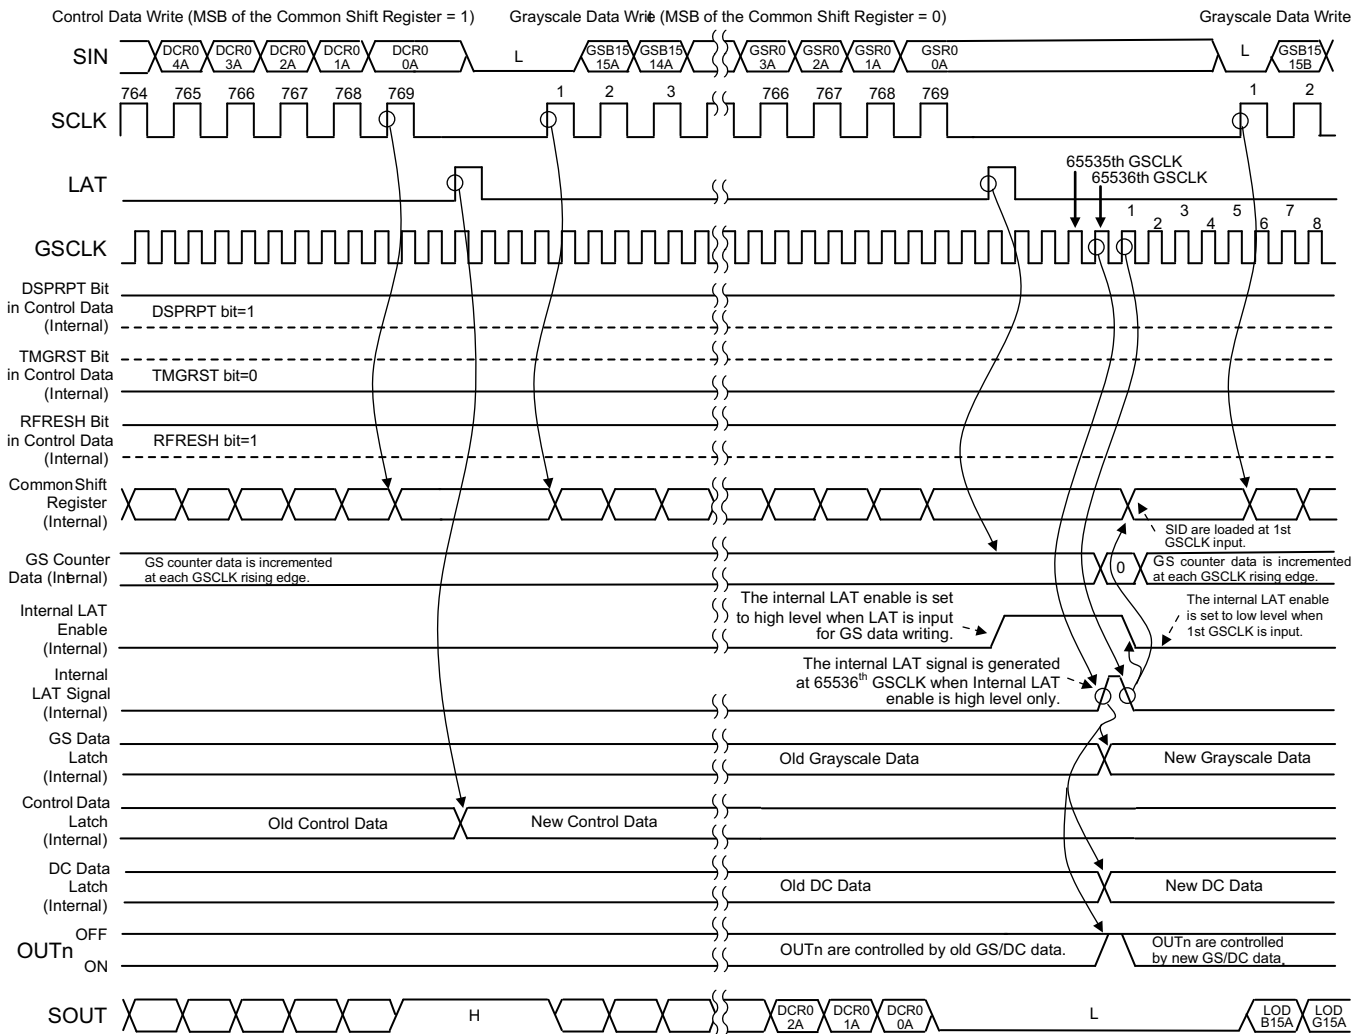 Control Data Write (MSB of the Common Shift Register = 1)
Grayscale Data Write (MSB of the Common Shift Register = 0)
Grayscale Data Write
SIN
DCR0 4A
DCR0 3A
DCR0 2A
DCR0 1A
DCR0 0A
L
GSB15 15A
GSB15 14A
GSR0 3A
GSR0 2A
GSR0 1A
GSR0 0A
L
GSB15 15B
SCLK
764 765 766 767 768 769 1 2 3 766 767 768 769 1 2
LAT
65535th GSCLK
65536th GSCLK
GSCLK
1 2 3 4 5 6 7 8
DSPRPT Bit
in Control Data
(Internal)
DSPRPT bit=1
TMGRST Bit
in Control Data
(Internal)
TMGRST bit=0
RFRESH Bit
in Control Data
(Internal)
RFRESH bit=1
Common Shift
Register
(Internal)
SID are loaded at 1st
GSCLK input.
GS Counter
Data (Internal)
GS counter data is incremented
at each GSCLK rising edge.
0
GS counter data is incremented
at each GSCLK rising edge.
Internal LAT
Enable
(Internal)
The internal LAT enable is set
to high level when LAT is input
for GS data writing.
The internal LAT enable
is set to low level when
1st GSCLK is input.
Internal
LAT Signal
(Internal)
The internal LAT signal is generated
at 65536th GSCLK when Internal LAT
enable is high level only.
GS Data
Latch
(Internal)
Old Grayscale Data
New Grayscale Data
Control Data
Latch
(Internal)
Old Control Data
New Control Data
DC Data
Latch
(Internal)
Old DC Data
New DC Data
OUTn
OFF
ON
OUTn are controlled by old GS/DC data.
OUTn are controlled
by new GS/DC data.
SOUT
H
DCR0 2A
DCR0 1A
DCR0 0A
L
LOD B15A
LOD G15A